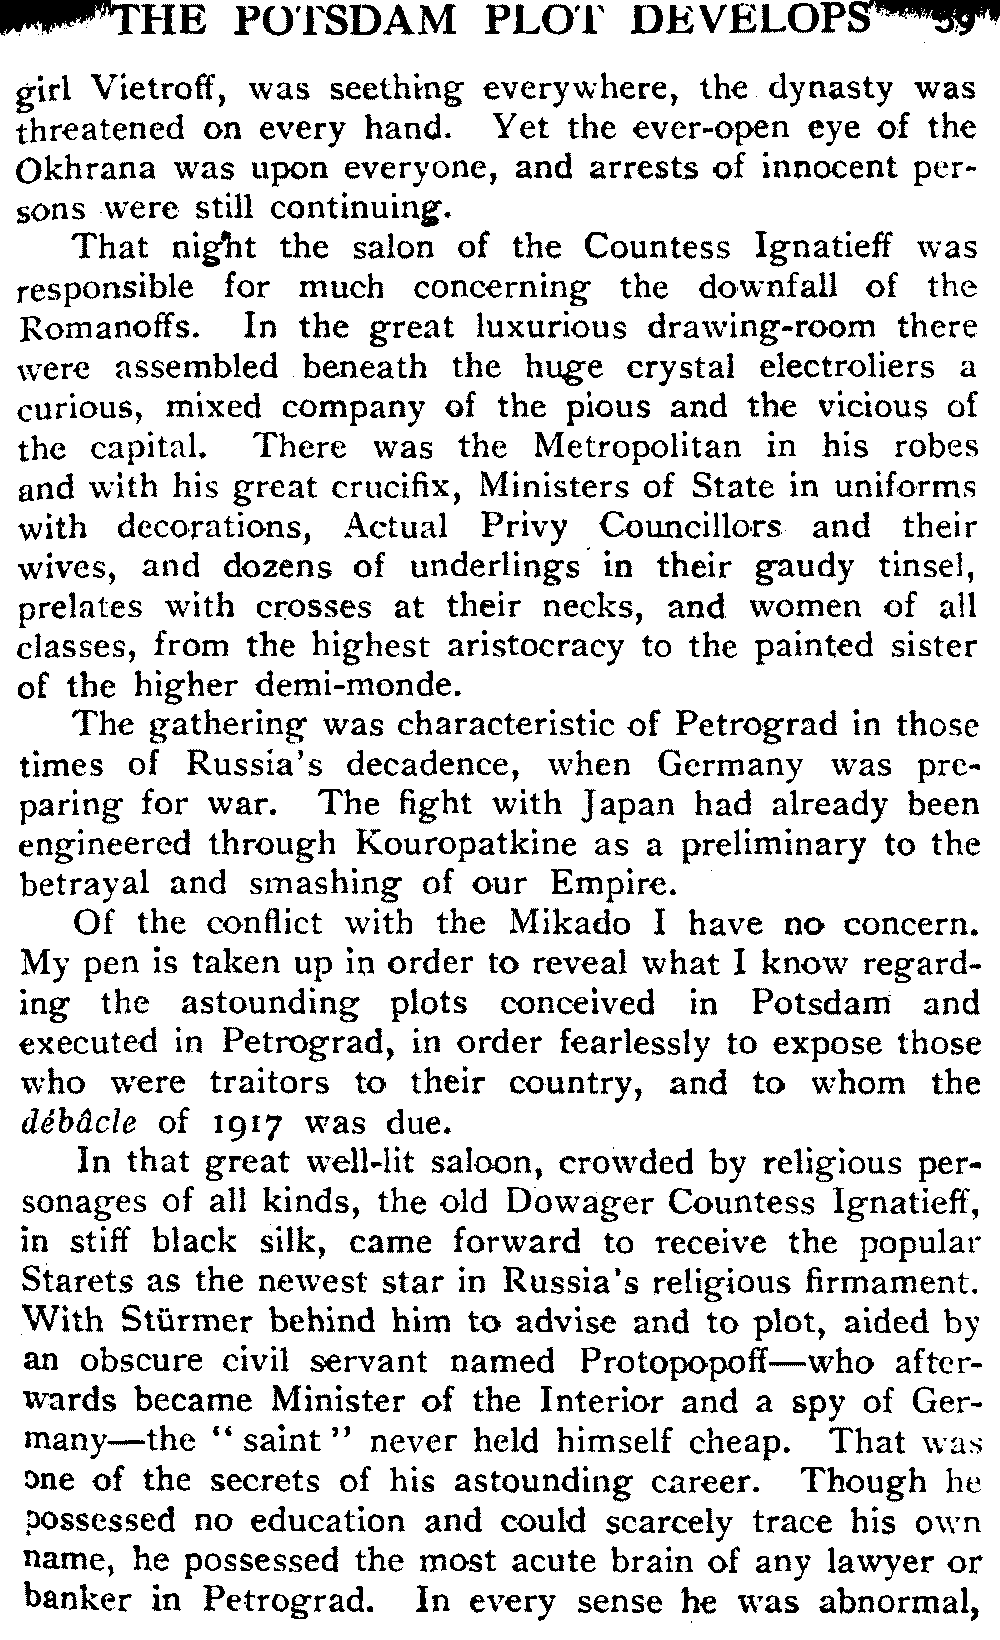 THE POTSDAM PLOT DEVELOPS 59
girl Vietroff, was seething everywhere, the dynasty was
threatened on every hand. Yet the ever-open eye of the
Okhrana was upon everyone, and arrests of innocent per-
sons were still continuing.
That night the salon of the Countess Ignatieff was
responsible for much concerning the downfall of the
Romanoffs. In the great luxurious drawing-room there
were assembled beneath the huge crystal electroliers a
curious, mixed company of the pious and the vicious of
the capital. There was the Metropolitan in his robes
and with his great crucifix, Ministers of State in uniforms
with decorations, Actual Privy Councillors and their
wives, and dozens of underlings in their gaudy tinsel,
prelates with crosses at their necks, and women of all
classes, from the highest aristocracy to the painted sister
of the higher demi-monde.
The gathering was characteristic of Petrograd in those
times of Russia's decadence, when Germany was pre-
paring for war. The fight with Japan had already been
engineered through Kouropatkine as a preliminary to the
betrayal and smashing of our Empire.
Of the conflict with the Mikado I have no concern.
My pen is taken up in order to reveal what I know regard-
ing the astounding plots conceived in Potsdam and
executed in Petrograd, in order fearlessly to expose those
who were traitors to their country, and to whom the
débâcle of 1917 was due.
In that great well-lit saloon, crowded by religious per-
sonages of all kinds, the old Dowager Countess Ignatieff,
in stiff black silk, came forward to receive the popular
Starets as the newest star in Russia's religious firmament.
With Stürmer behind him to advise and to plot, aided by
an obscure civil servant named Protopopoff—who after-
wards became Minister of the Interior and a spy of Ger-
many—the "saint" never held himself cheap. That was
one of the secrets of his astounding career. Though he
possessed no education and could scarcely trace his own
name, he possessed the most acute brain of any lawyer or
banker in Petrograd. In every sense he was abnormal,